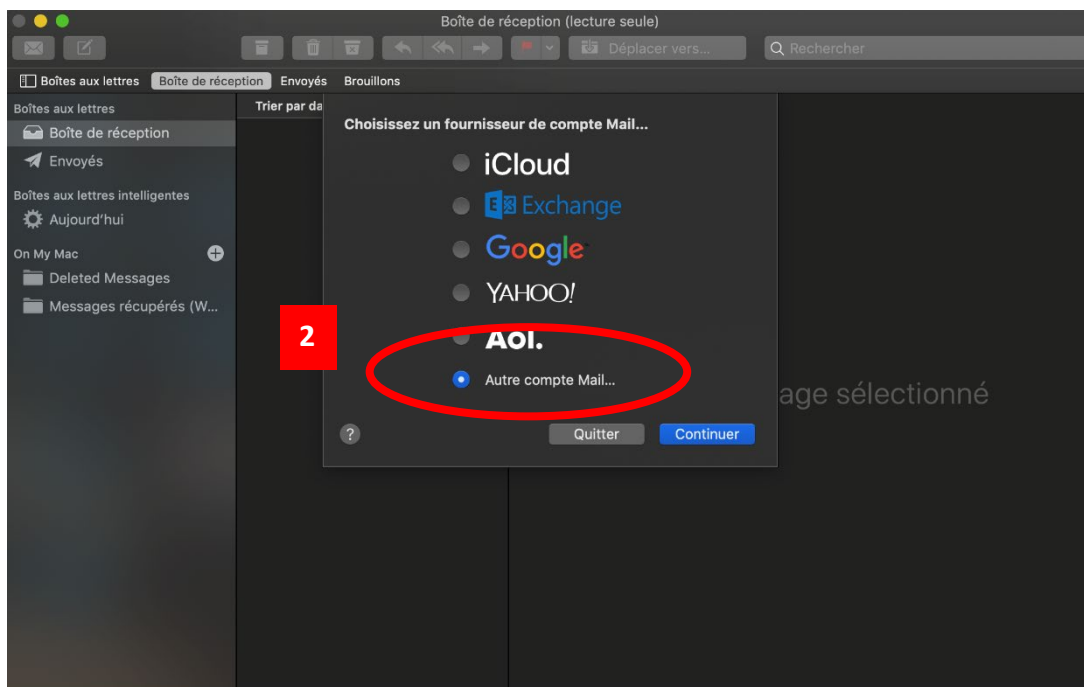 Boîte de réception (lecture seule)
Déplacer vers...
Rechercher
Boîtes aux lettres Boîte de réception Envoyés Brouillons
Boîtes aux lettres
Boîte de réception
Envoyés
Boîtes aux lettres intelligentes
Aujourd'hui
On My Mac
Deleted Messages
Messages récupérés (W...
Trier par da
Choisissez un fournisseur de compte Mail...
iCloud
Exchange
Google
YAHOO!
Aol.
2
Autre compte Mail...
? Quitter Continuer
age sélectionné